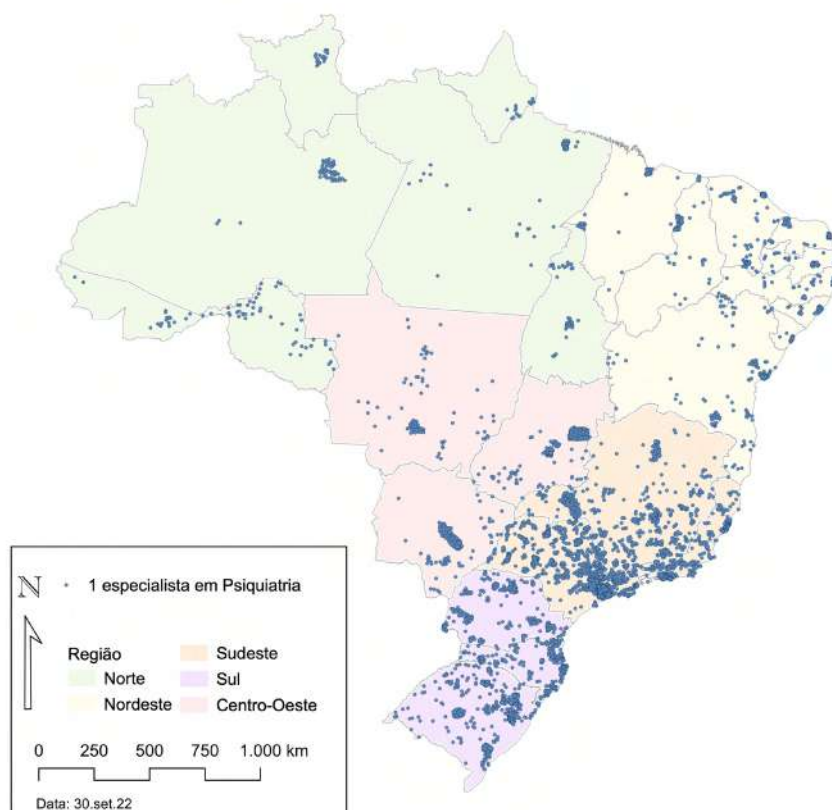 N
1 especialista em Psiquiatria
Região
Norte
Nordeste
Sudeste
Sul
Centro-Oeste
0 250 500 750 1.000 km
Data: 30.set.22